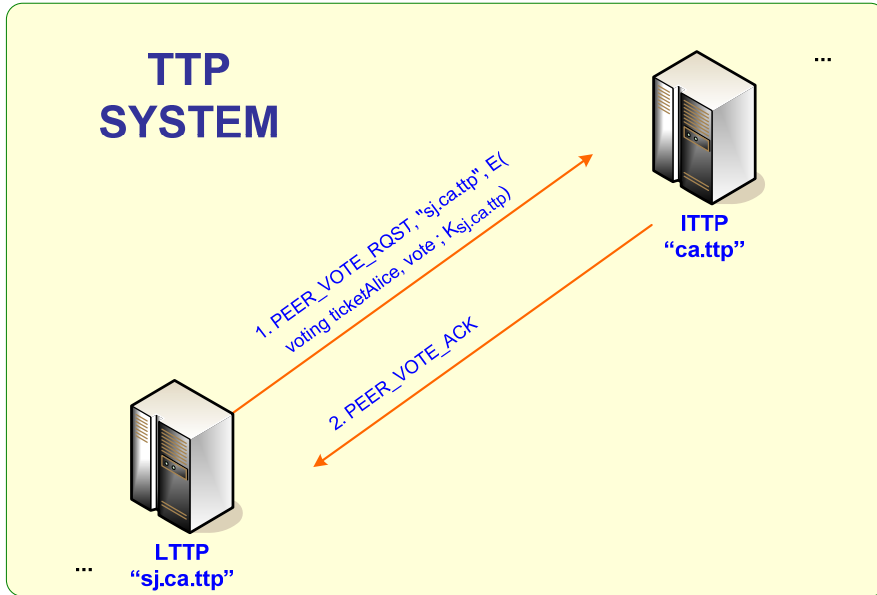 TTP
SYSTEM
...
1. PEER_VOTE_RQST, "sj.ca.ttp", E(
voting ticketAlice, vote ; Ksj.ca.ttp)
ITTP
“ca.ttp”
2. PEER_VOTE_ACK
LTTP
“sj.ca.ttp”
...